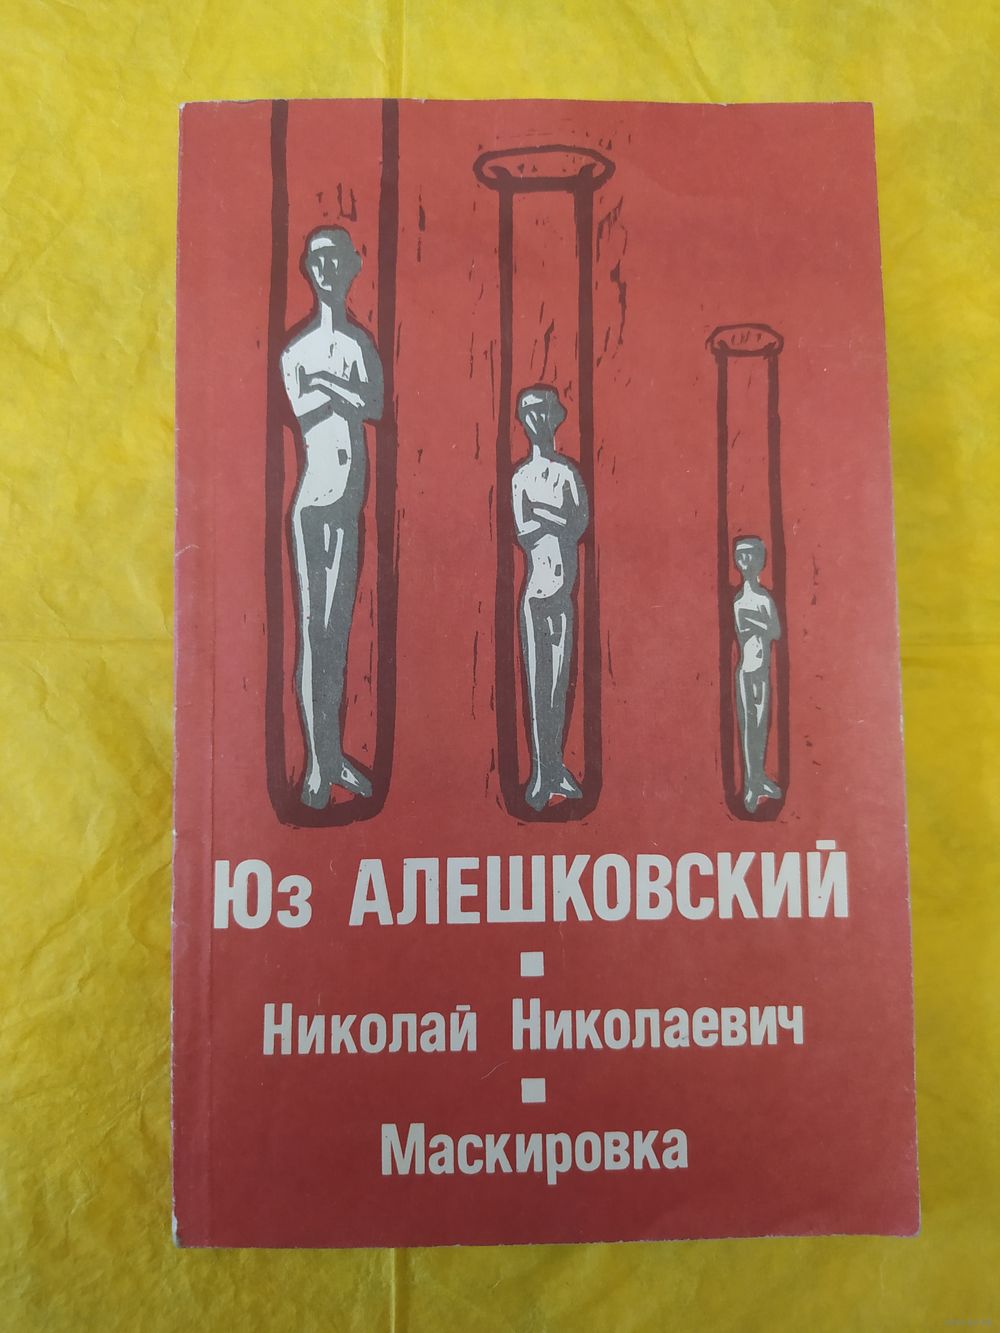 Юз АЛЕШКОВСКИЙ
Николай Николаевич
Маскировка